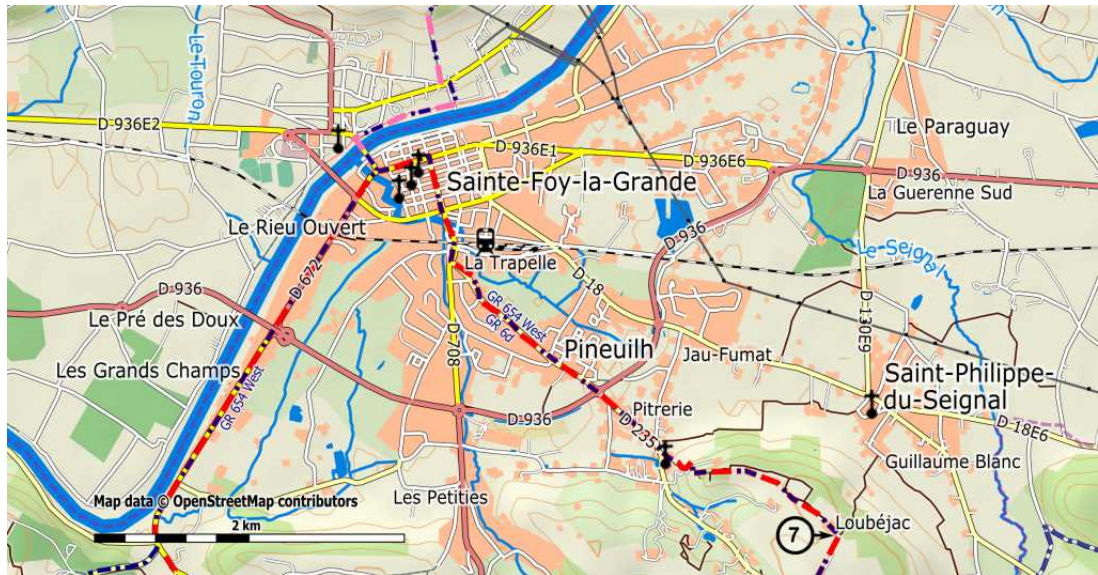 Le Touron
D 936E2
D 936E1
D 936E6
Le Paraguay
D 936
La Guerenne Sud
Sainte-Foy-la-Grande
Le Rieu Ouvert
La Trapelle
D 936
Le Seignal
D 672
D 18
D 936
GR 654 West
GR 6d
Le Pré des Doux
D 708
Pineuilh
Jau-Fumat
D 130E9
Les Grands Champs
Saint-Philippe-
du-Seignal
GR 654 West
D 936
Pitrerie
D 235
D 18E6
Guillaume Blanc
Map data © OpenStreetMap contributors
Les Petities
2 km
7
Loubéjac